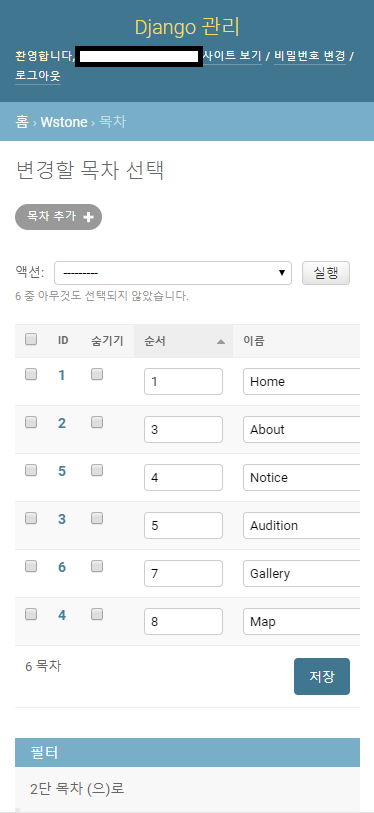 Django 관리
환영합니다, 사이트 보기 / 비밀번호 변경 /
로그아웃
홈 › Wstone › 목차
변경할 목차 선택
목차 추가 +
액션: --------- 실행
6 중 아무것도 선택되지 않았습니다.
ID 숨기기 순서 이름
1 1 Home
2 3 About
5 4 Notice
3 5 Audition
6 7 Gallery
4 8 Map
6 목차 저장
필터
2단 목차 (으)로